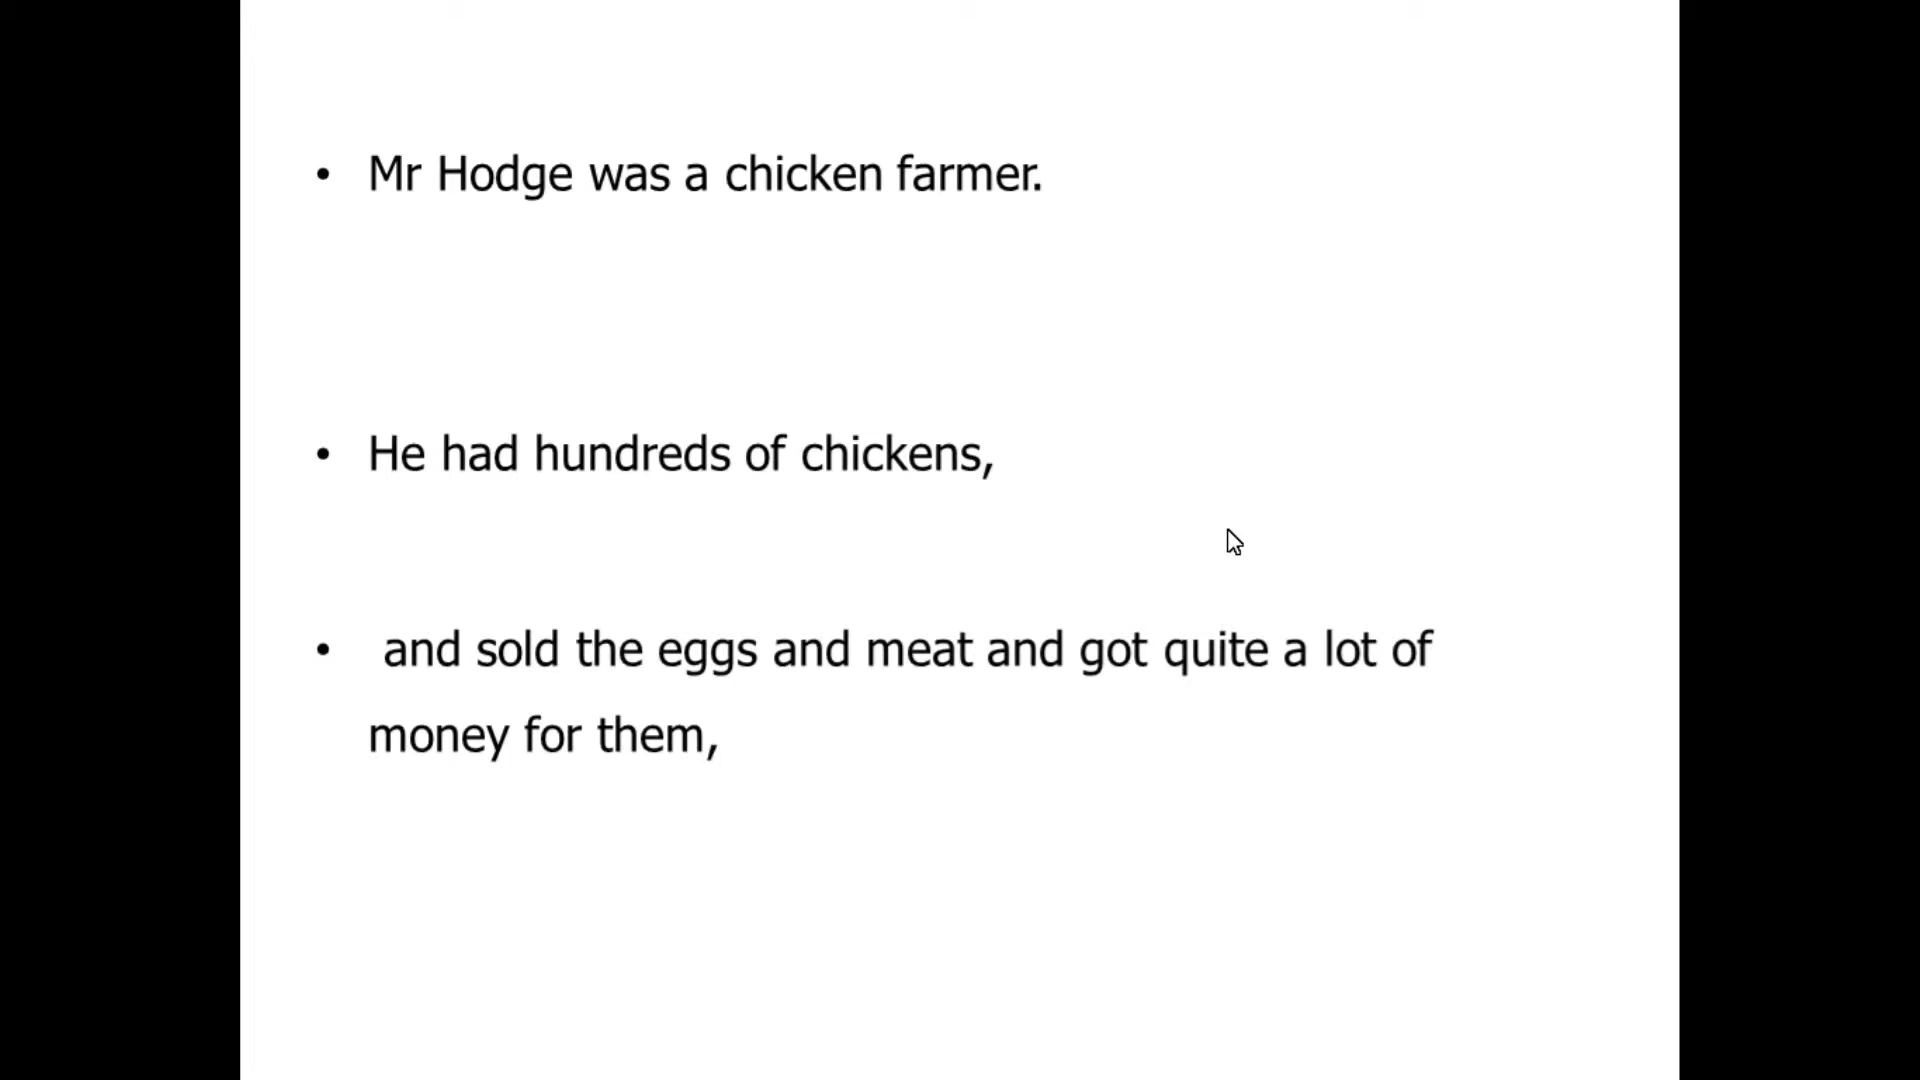 • Mr Hodge was a chicken farmer.
• He had hundreds of chickens,
• and sold the eggs and meat and got quite a lot of
money for them,